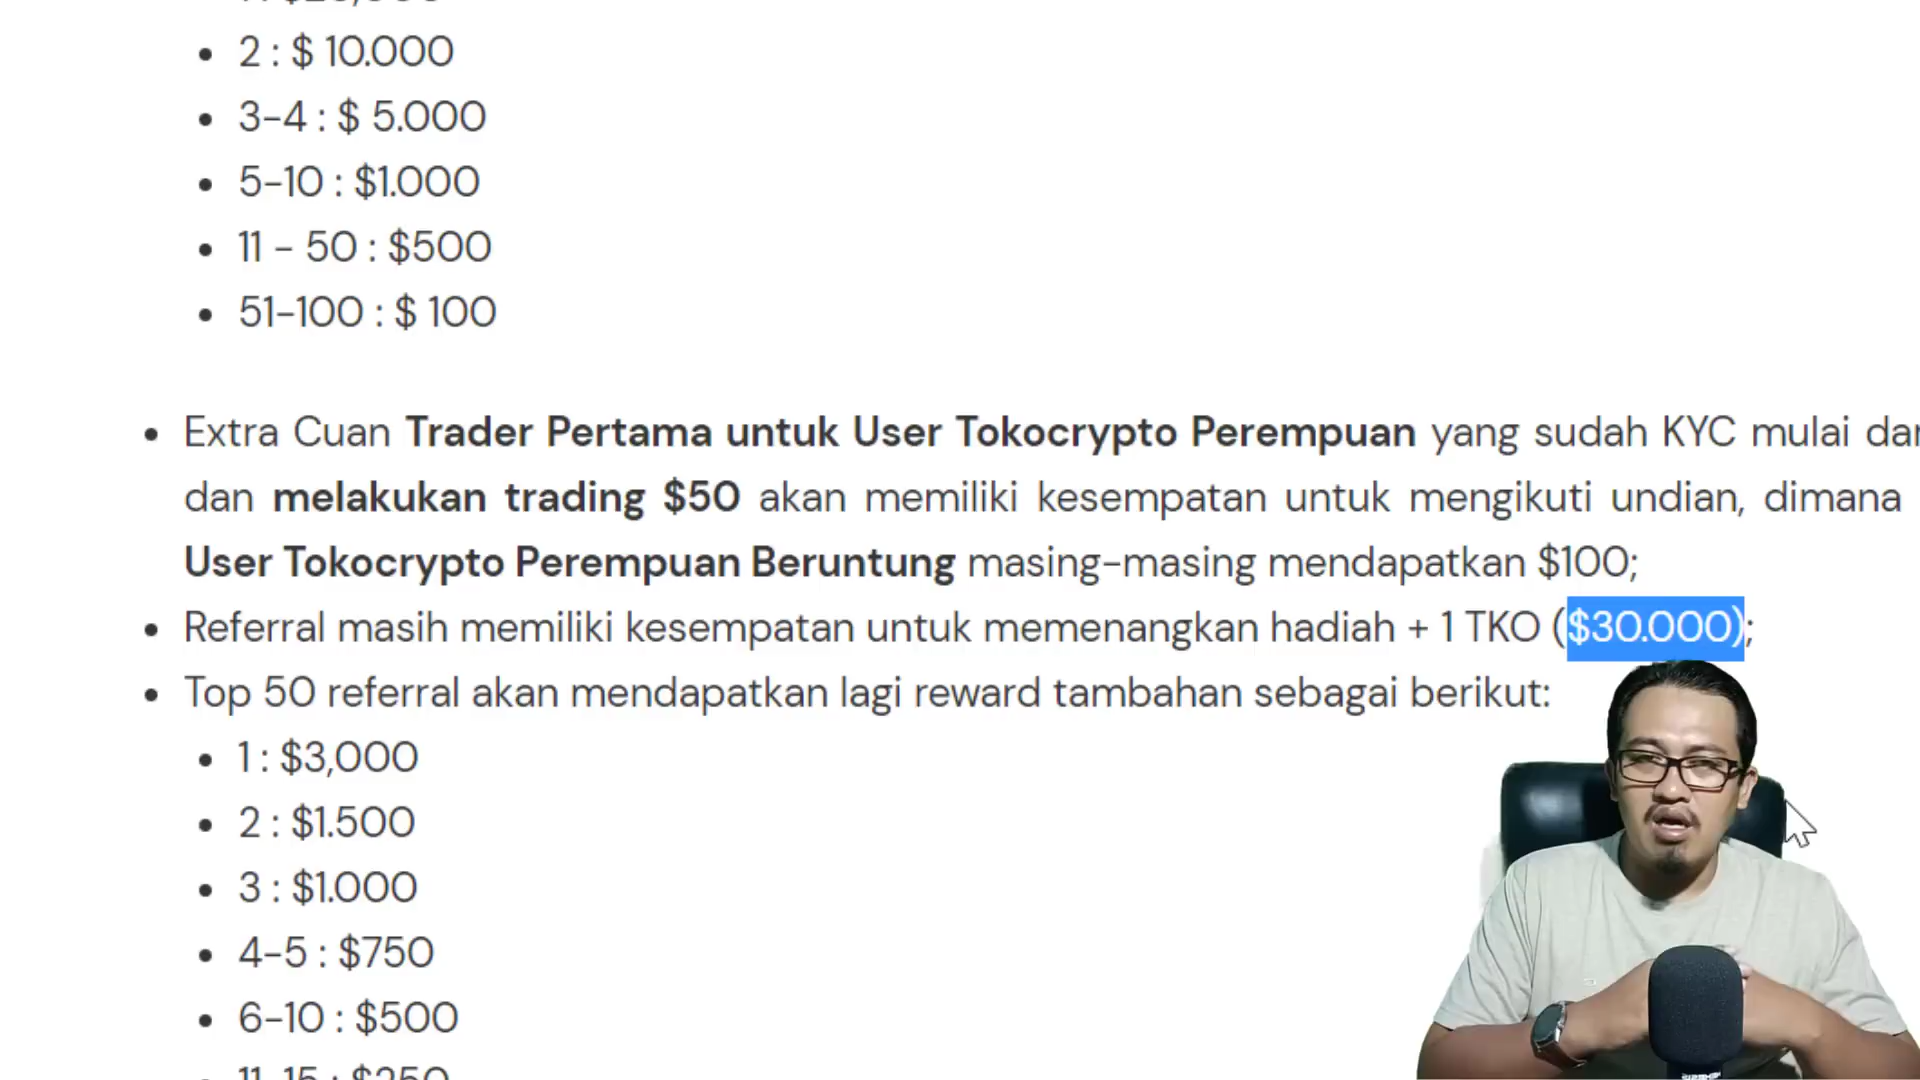 2 : $ 10.000
3-4 : $ 5.000
5-10 : $1.000
11 - 50 : $500
51-100 : $ 100
Extra Cuan Trader Pertama untuk User Tokocrypto Perempuan yang sudah KYC mulai
dan melakukan trading $50 akan memiliki kesempatan untuk mengikuti undian, dimana
User Tokocrypto Perempuan Beruntung masing-masing mendapatkan $100;
Referral masih memiliki kesempatan untuk memenangkan hadiah + 1 TKO ($30.000);
Top 50 referral akan mendapatkan lagi reward tambahan sebagai berikut:
1 : $3,000
2 : $1.500
3 : $1.000
4-5 : $750
6-10 : $500
11-15 : $250